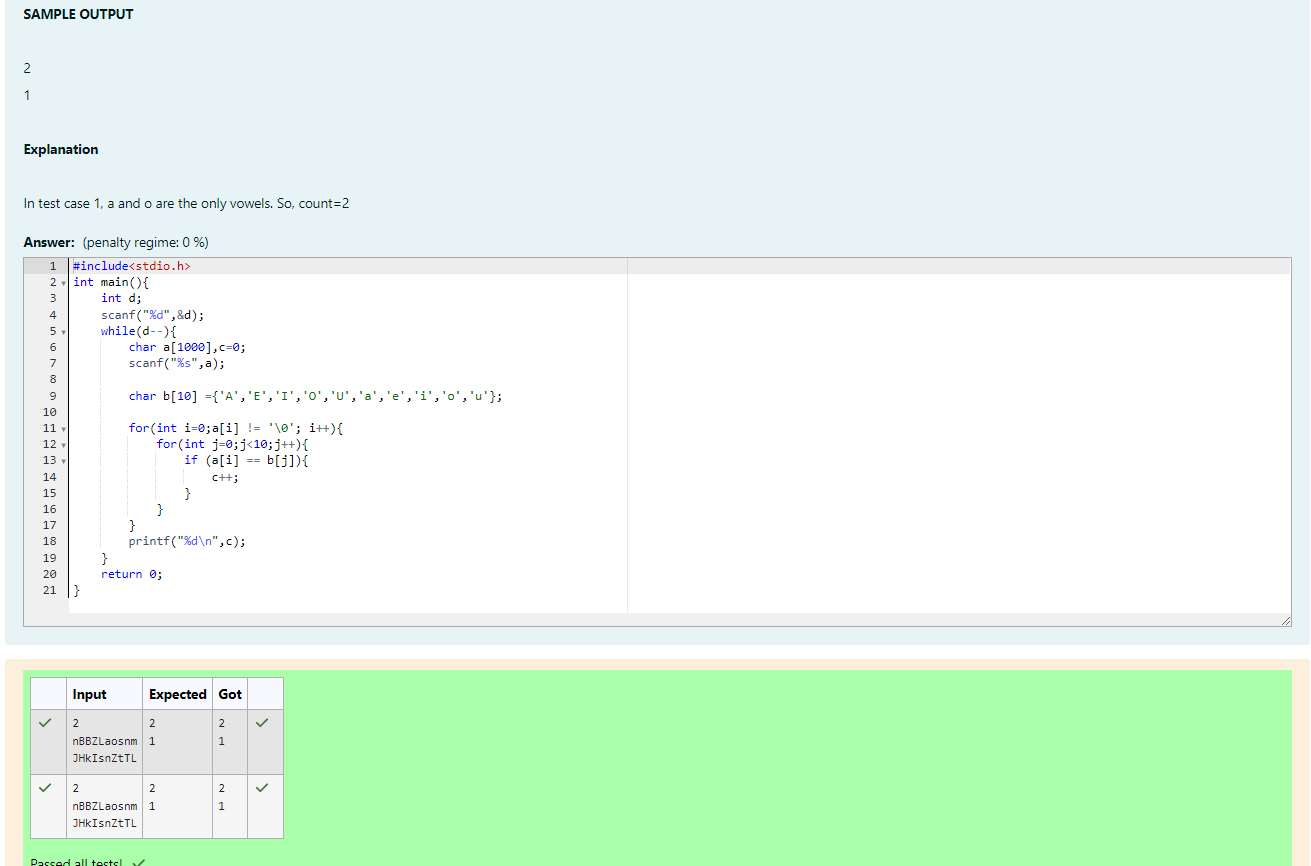 SAMPLE OUTPUT
2
1
Explanation
In test case 1, a and o are the only vowels. So, count=2
Answer: (penalty regime: 0 %)
1 #include<stdio.h>
2 int main(){
3     int d;
4     scanf("%d",&d);
5     while(d--){
6         char a[1000],c=0;
7         scanf("%s",a);
8
9         char b[10] ={'A','E','I','O','U','a','e','i','o','u'};
10
11         for(int i=0;a[i] != '\0'; i++){
12             for(int j=0;j<10;j++){
13                 if (a[i] == b[j]){
14                     c++;
15                 }
16             }
17         }
18         printf("%d\n",c);
19     }
20     return 0;
21 }
Input Expected Got
2 2 2
nBBZLaosnm 1 1
JHkIsnZtTL
2 2 2
nBBZLaosnm 1 1
JHkIsnZtTL
Passed all tests!